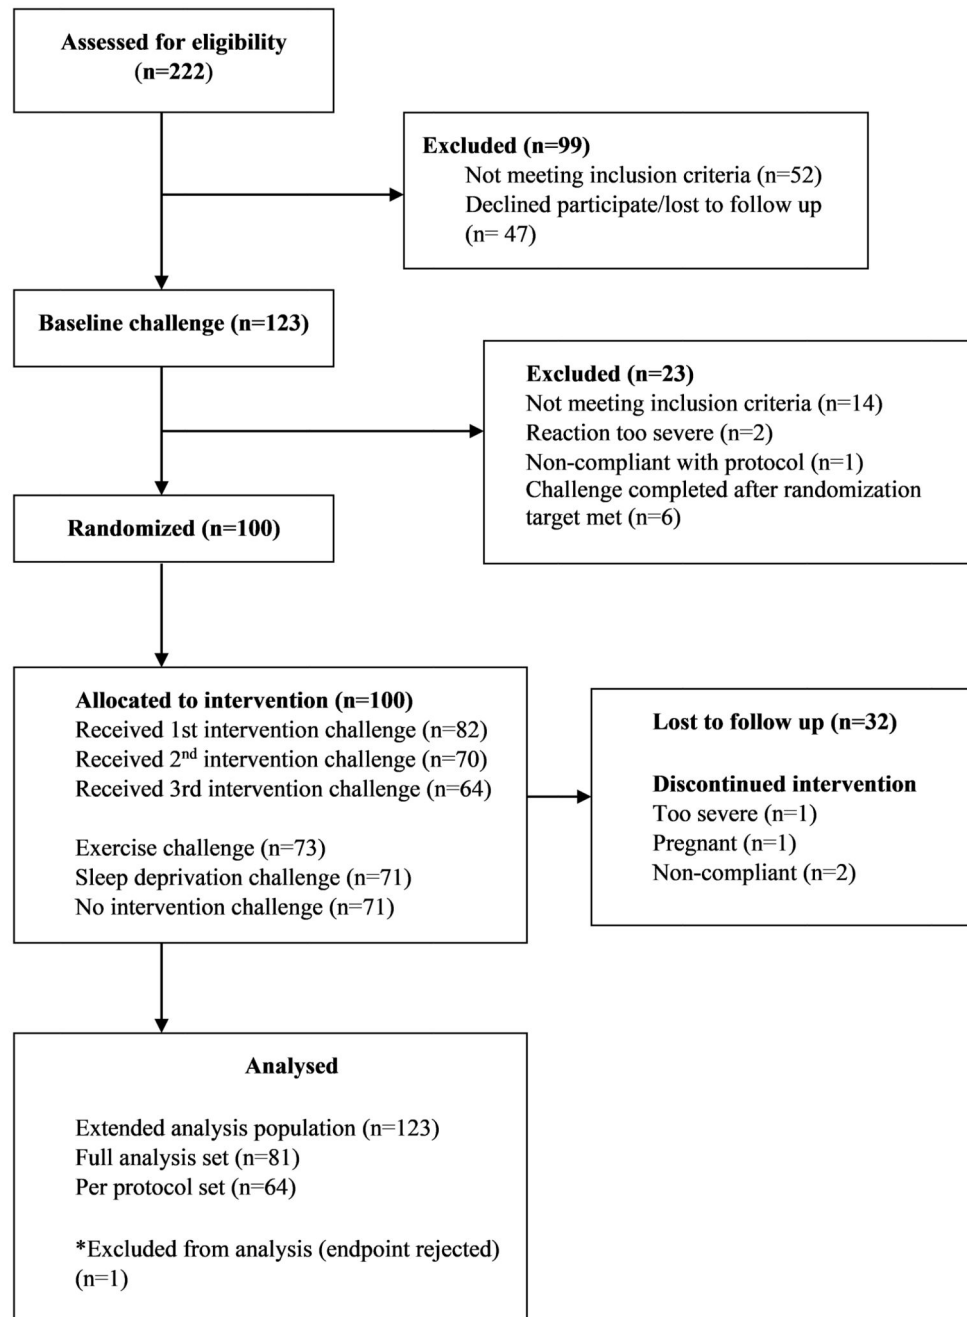 Assessed for eligibility
(n=222)
Excluded (n=99)
Not meeting inclusion criteria (n=52)
Declined participate/lost to follow up
(n= 47)
Baseline challenge (n=123)
Excluded (n=23)
Not meeting inclusion criteria (n=14)
Reaction too severe (n=2)
Non-compliant with protocol (n=1)
Challenge completed after randomization
target met (n=6)
Randomized (n=100)
Allocated to intervention (n=100)
Received 1st intervention challenge (n=82)
Received 2nd intervention challenge (n=70)
Received 3rd intervention challenge (n=64)
Exercise challenge (n=73)
Sleep deprivation challenge (n=71)
No intervention challenge (n=71)
Lost to follow up (n=32)
Discontinued intervention
Too severe (n=1)
Pregnant (n=1)
Non-compliant (n=2)
Analysed
Extended analysis population (n=123)
Full analysis set (n=81)
Per protocol set (n=64)
*Excluded from analysis (endpoint rejected)
(n=1)